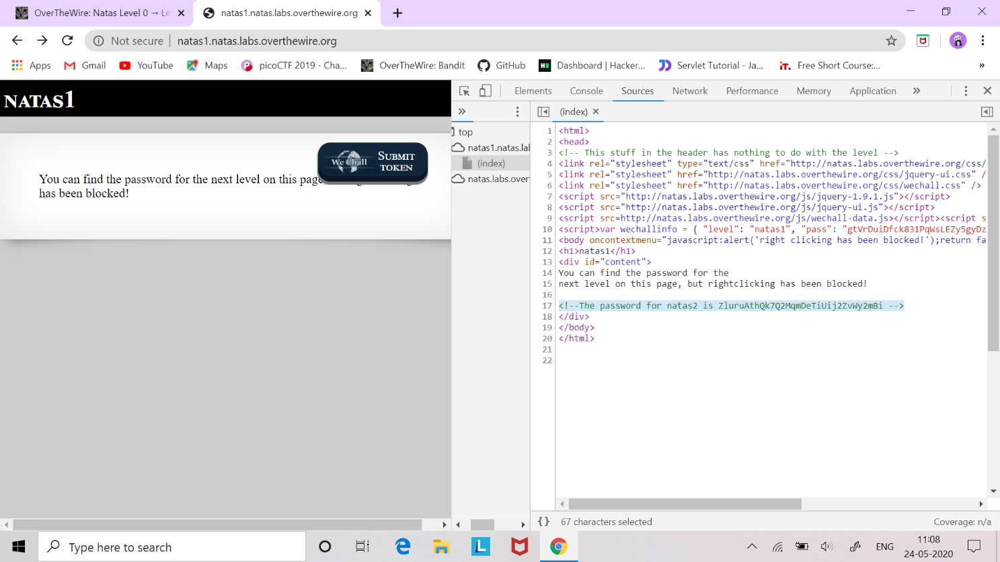 OverTheWire: Natas Level 0 → Le
natas1.natas.labs.overthewire.org
Not secure | natas1.natas.labs.overthewire.org
Apps Gmail YouTube Maps picoCTF 2019 - Cha... OverTheWire: Bandit GitHub Dashboard | Hacker... Servlet Tutorial - Ja... Free Short Course:... »
NATAS1
We Chall
SUBMIT
TOKEN
You can find the password for the next level on this page
has been blocked!
Elements Console Sources Network Performance Memory Application »
»
(index)
top
natas1.natas.lal
(index)
natas.labs.over
1 <html>
2 <head>
3 <!-- This stuff in the header has nothing to do with the level -->
4 <link rel="stylesheet" type="text/css" href="http://natas.labs.overthewire.org/css/
5 <link rel="stylesheet" href="http://natas.labs.overthewire.org/css/jquery-ui.css" /
6 <link rel="stylesheet" href="http://natas.labs.overthewire.org/css/wechall.css" />
7 <script src="http://natas.labs.overthewire.org/js/jquery-1.9.1.js"></script>
8 <script src="http://natas.labs.overthewire.org/js/jquery-ui.js"></script>
9 <script src=http://natas.labs.overthewire.org/js/wechall-data.js></script><script s
10 <script>var wechallinfo = { "level": "natas1", "pass": "gtVrDuiDfck831PqWsLEZy5gyDz
11 <body oncontextmenu="javascript:alert('right clicking has been blocked!');return fa
12 <h1>natas1</h1>
13 <div id="content">
14 You can find the password for the
15 next level on this page, but rightclicking has been blocked!
16
17 <!--The password for natas2 is ZluruAthQk7Q2MqmDeTiUij2ZvWy2mBi -->
18 </div>
19 </body>
20 </html>
21
22
{} 67 characters selected
Coverage: n/a
Type here to search
ENG
11:08
24-05-2020